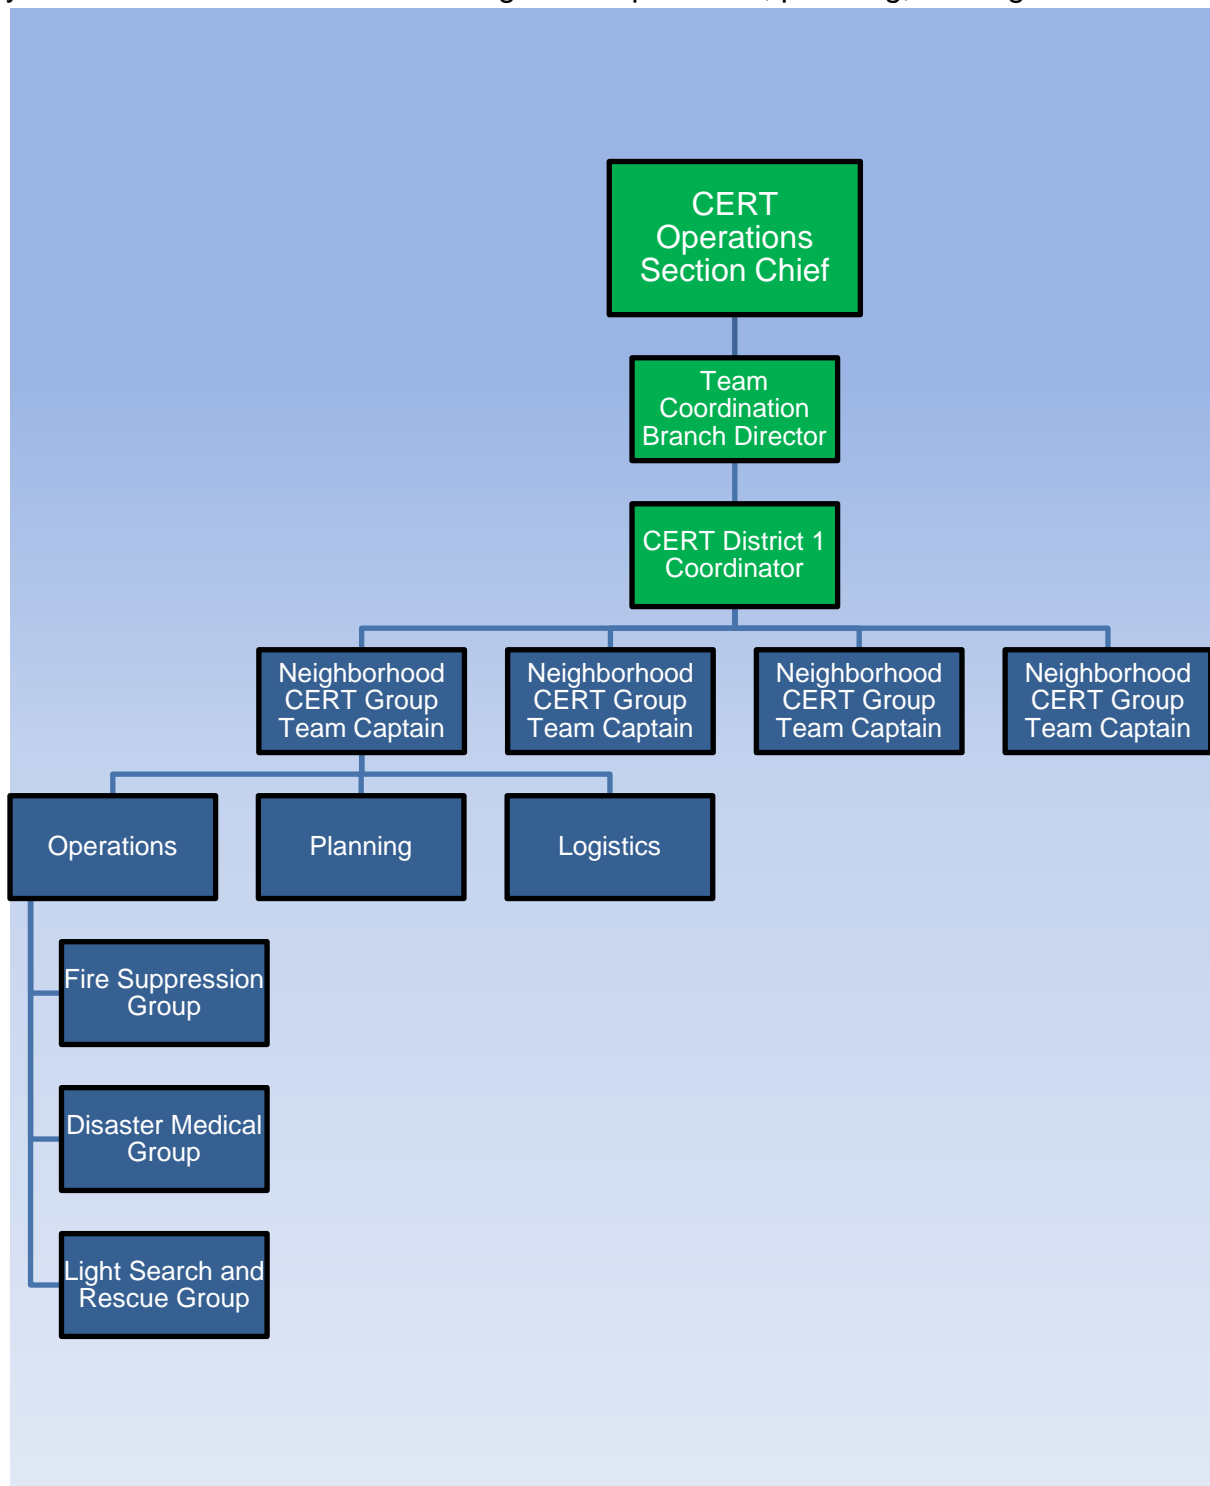 CERT
Operations
Section Chief
Team
Coordination
Branch Director
CERT District 1
Coordinator
Neighborhood
CERT Group
Team Captain
Neighborhood
CERT Group
Team Captain
Neighborhood
CERT Group
Team Captain
Neighborhood
CERT Group
Team Captain
Operations
Planning
Logistics
Fire Suppression
Group
Disaster Medical
Group
Light Search and
Rescue Group